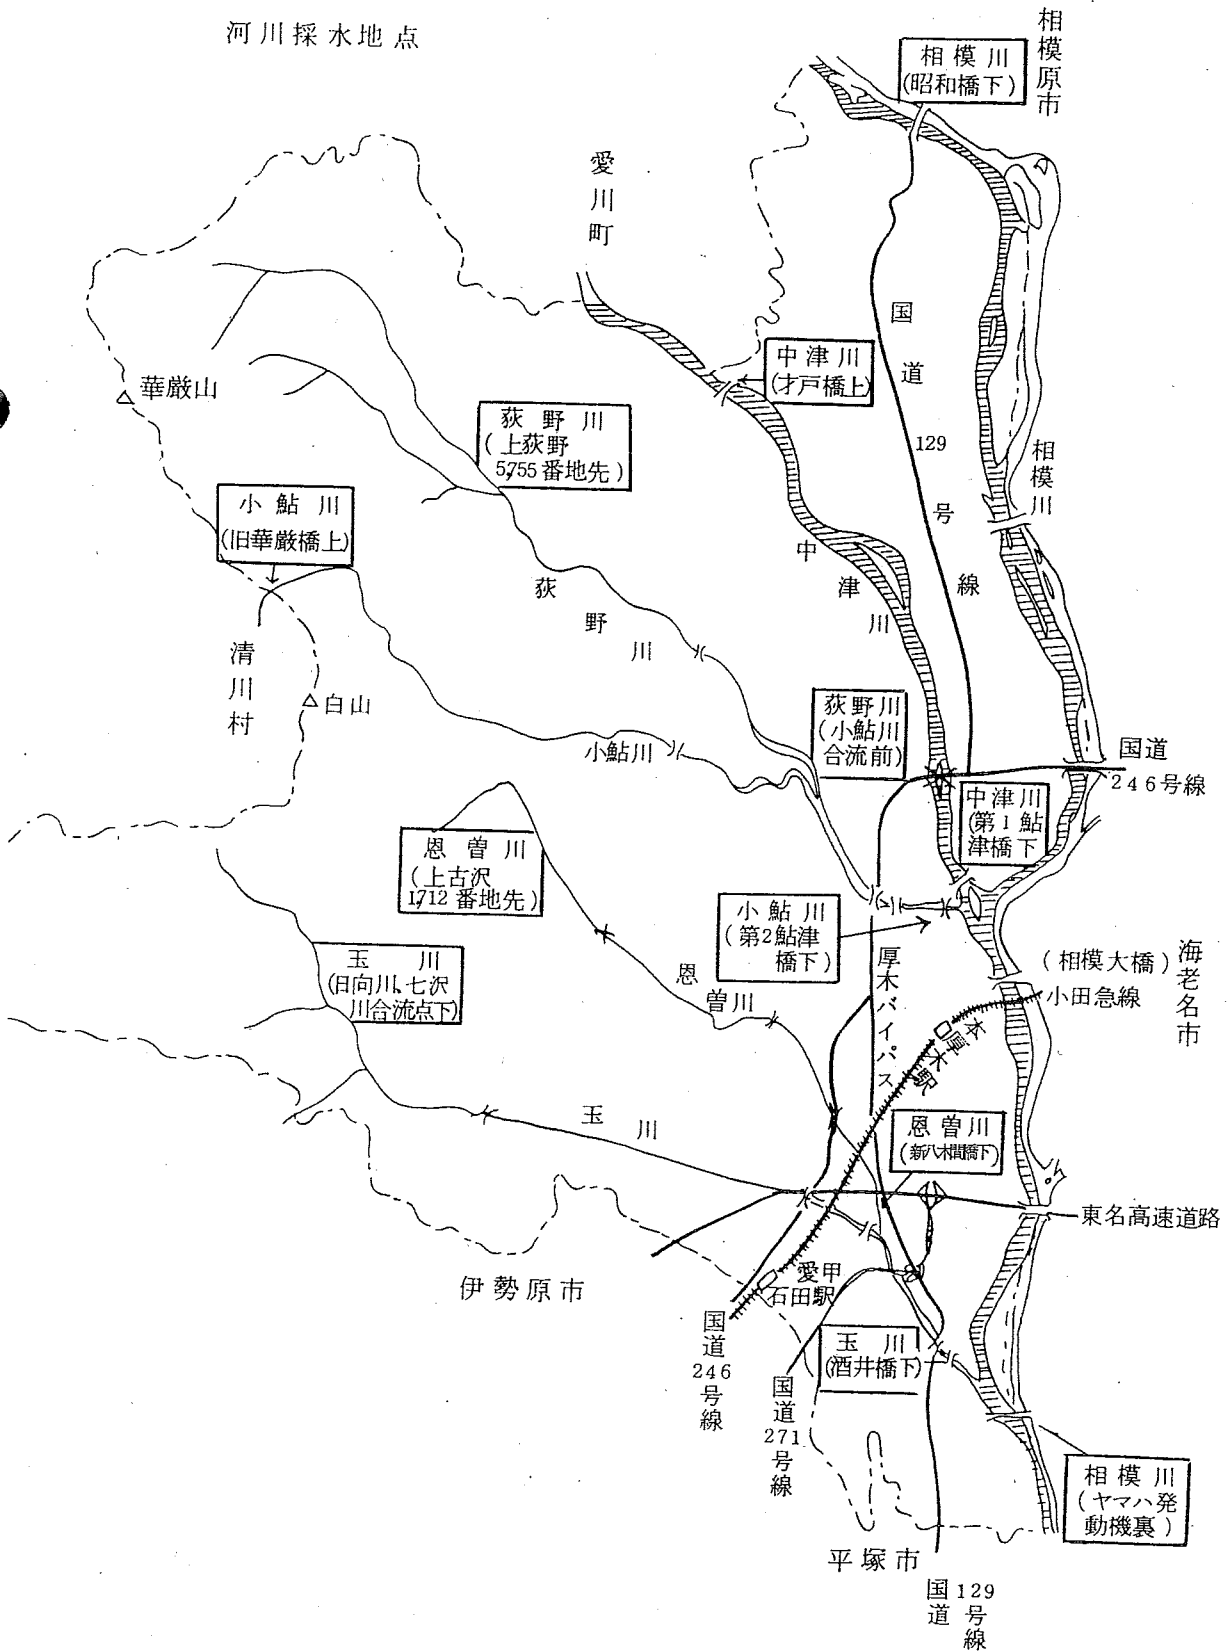 河川採水地点
相模川
(昭和橋下)
相模原市
愛川町
国道129号線
中津川
(才戸橋上)
華厳山
荻野川
(上荻野
5,755番地先)
相模川
小鮎川
(旧華厳橋上)
中津川
荻野川
清川村
白山
小鮎川
荻野川
(小鮎川
合流前)
国道
246号線
中津川
(第1鮎
津橋下
恩曽川
(上古沢
1,712番地先)
小鮎川
(第2鮎津
橋下)
玉川
(日向川、七沢
川合流点下)
恩曽川
厚木バイパス
(相模大橋)
海老名市
小田急線
本厚木駅
玉川
恩曽川
(新八木間橋下)
東名高速道路
伊勢原市
愛甲
石田駅
国道246号線
国道271号線
玉川
(酒井橋下)
相模川
(ヤマハ発
動機裏)
平塚市
国道129号線